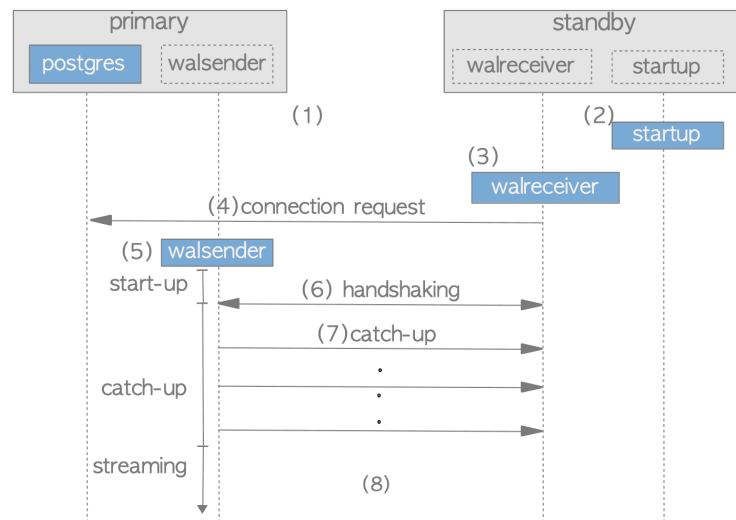 primary
standby
postgres
walsender
walreceiver
startup
(1)
(2)
startup
(3)
walreceiver
(4)connection request
(5)
walsender
start-up
(6) handshaking
(7)catch-up
catch-up
streaming
(8)